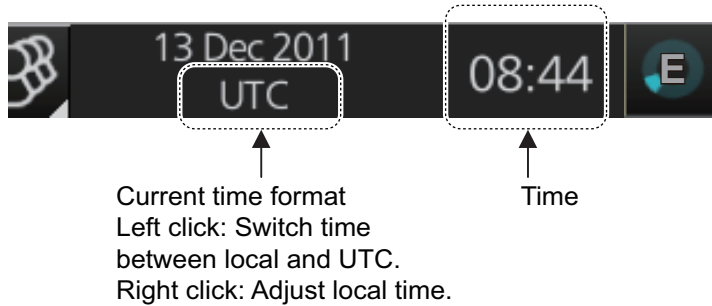 13 Dec 2011
UTC
08:44
E
Current time format
Left click: Switch time
between local and UTC.
Right click: Adjust local time.
Time